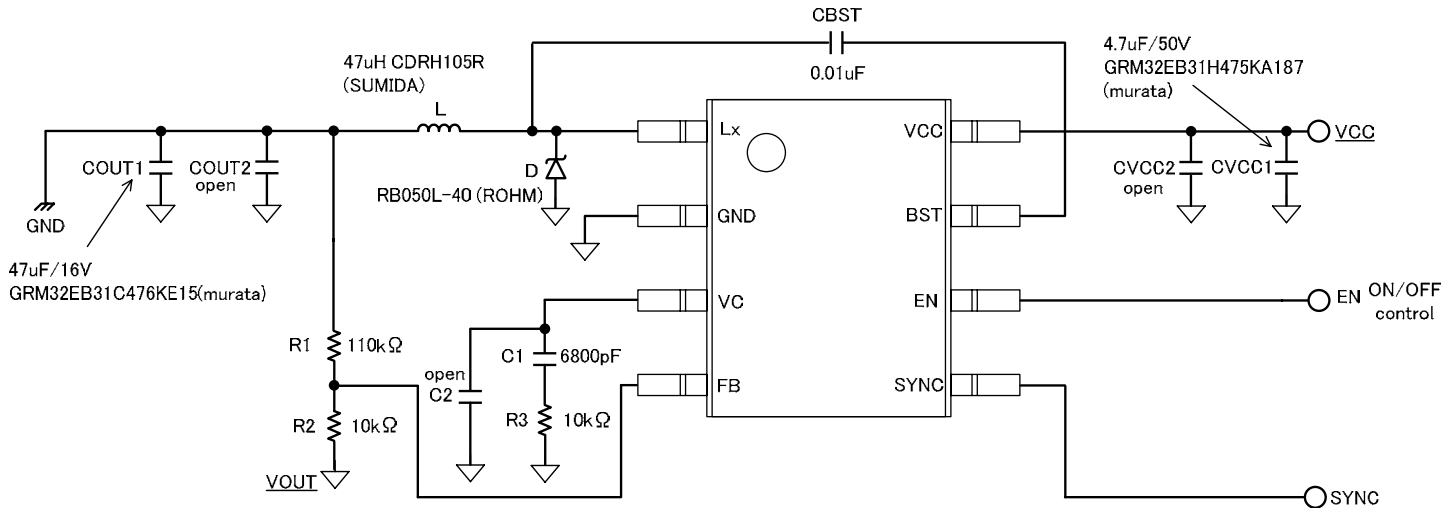 CBST
0.01uF
4.7uF/50V
GRM32EB31H475KA187
(murata)
47uH CDRH105R
(SUMIDA)
L
Lx
VCC
VCC
COUT1
COUT2
open
D
RB050L-40 (ROHM)
CVCC2
open
CVCC1
GND
GND
BST
47uF/16V
GRM32EB31C476KE15(murata)
VC
EN
EN ON/OFF
control
R1 110kΩ
C1 6800pF
open
C2
FB
SYNC
R2 10kΩ
R3 10kΩ
VOUT
SYNC